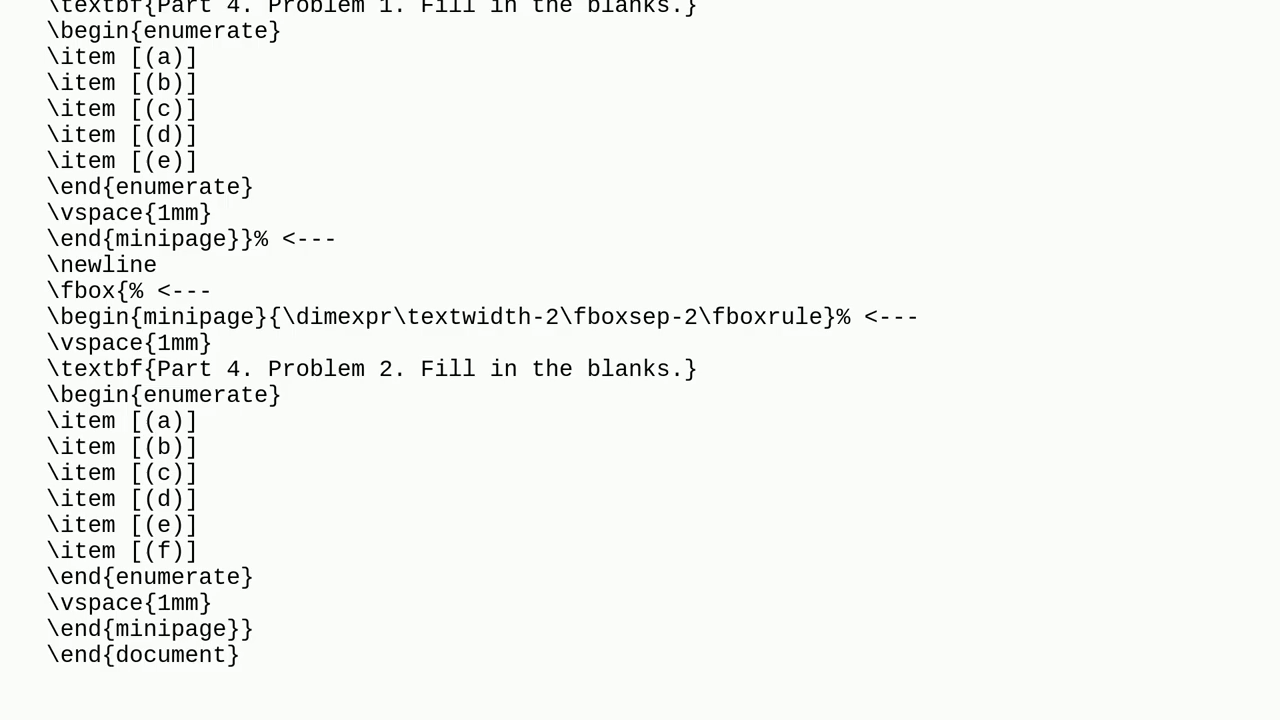 \textbf{Part 4. Problem 1. Fill in the blanks.}
\begin{enumerate}
\item [(a)]
\item [(b)]
\item [(c)]
\item [(d)]
\item [(e)]
\end{enumerate}
\vspace{1mm}
\end{minipage}}% <---
\newline
\fbox{% <---
\begin{minipage}{\dimexpr\textwidth-2\fboxsep-2\fboxrule}% <---
\vspace{1mm}
\textbf{Part 4. Problem 2. Fill in the blanks.}
\begin{enumerate}
\item [(a)]
\item [(b)]
\item [(c)]
\item [(d)]
\item [(e)]
\item [(f)]
\end{enumerate}
\vspace{1mm}
\end{minipage}}
\end{document}